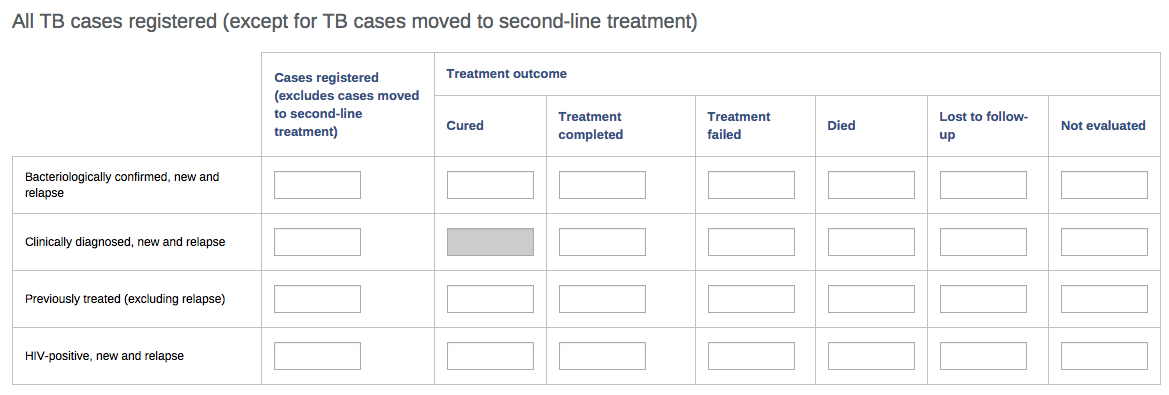 All TB cases registered (except for TB cases moved to second-line treatment)
Cases registered
(excludes cases moved
to second-line
treatment)
Treatment outcome
Cured
Treatment
completed
Treatment
failed
Died
Lost to follow-
up
Not evaluated
Bacteriologically confirmed, new and
relapse
Clinically diagnosed, new and relapse
Previously treated (excluding relapse)
HIV-positive, new and relapse